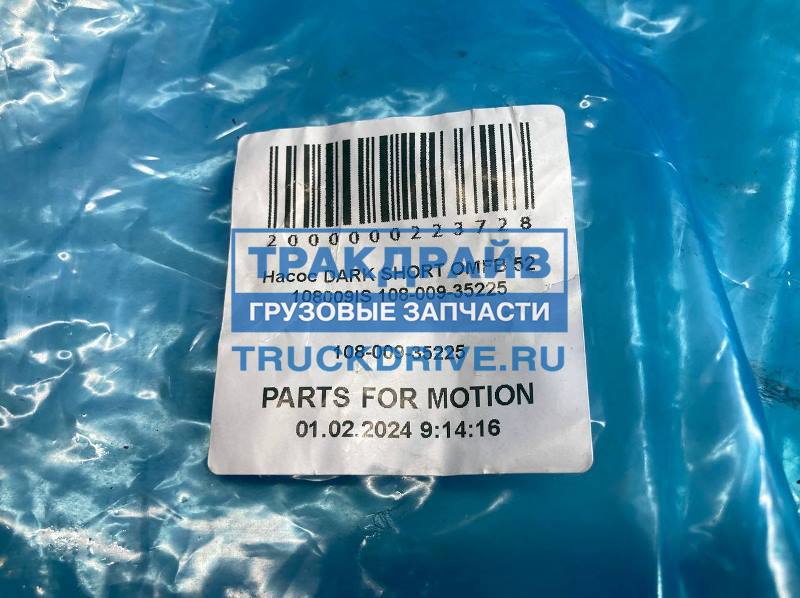 2000000223728
ТРАКДРАЙВ
Насос DARK SHORT OMFB 52
108009IS 108-009-35225
ГРУЗОВЫЕ ЗАПЧАСТИ
108-009-35225
TRUCKDRIVE.RU
PARTS FOR MOTION
01.02.2024 9:14:16